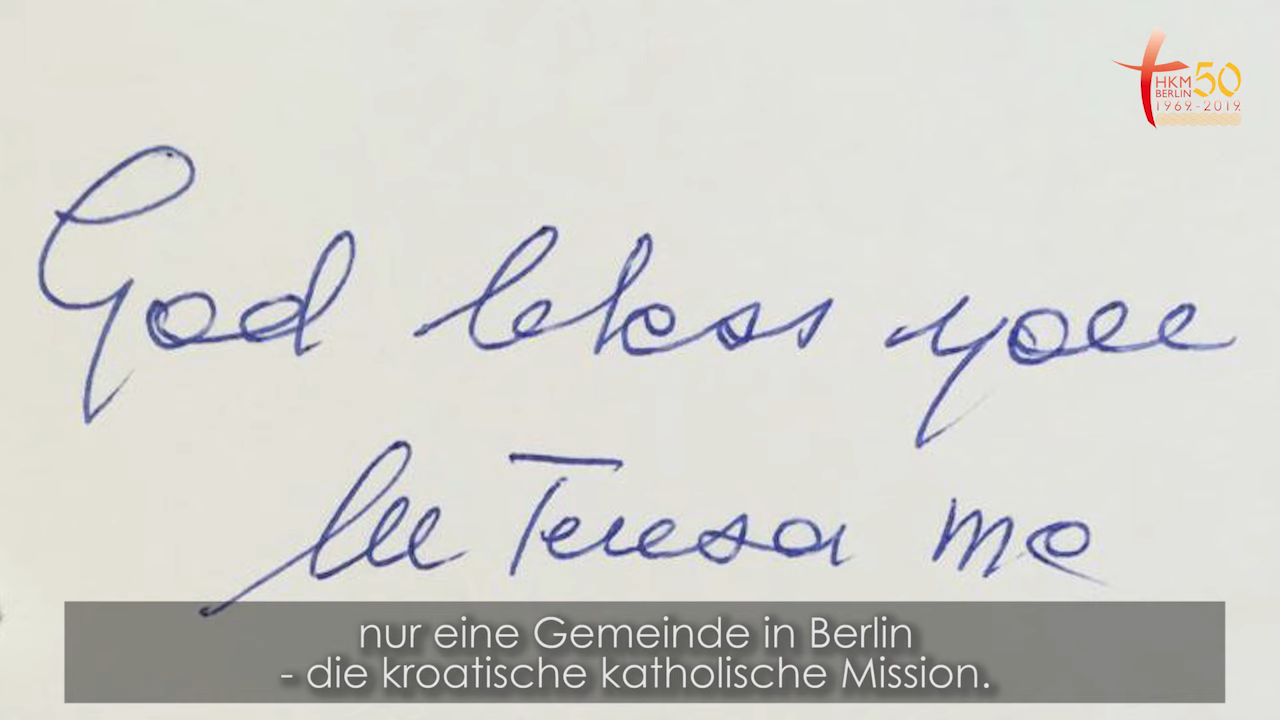 HKM 50
BERLIN
1969-2019
God bless you
M Teresa mc
nur eine Gemeinde in Berlin
- die kroatische katholische Mission.